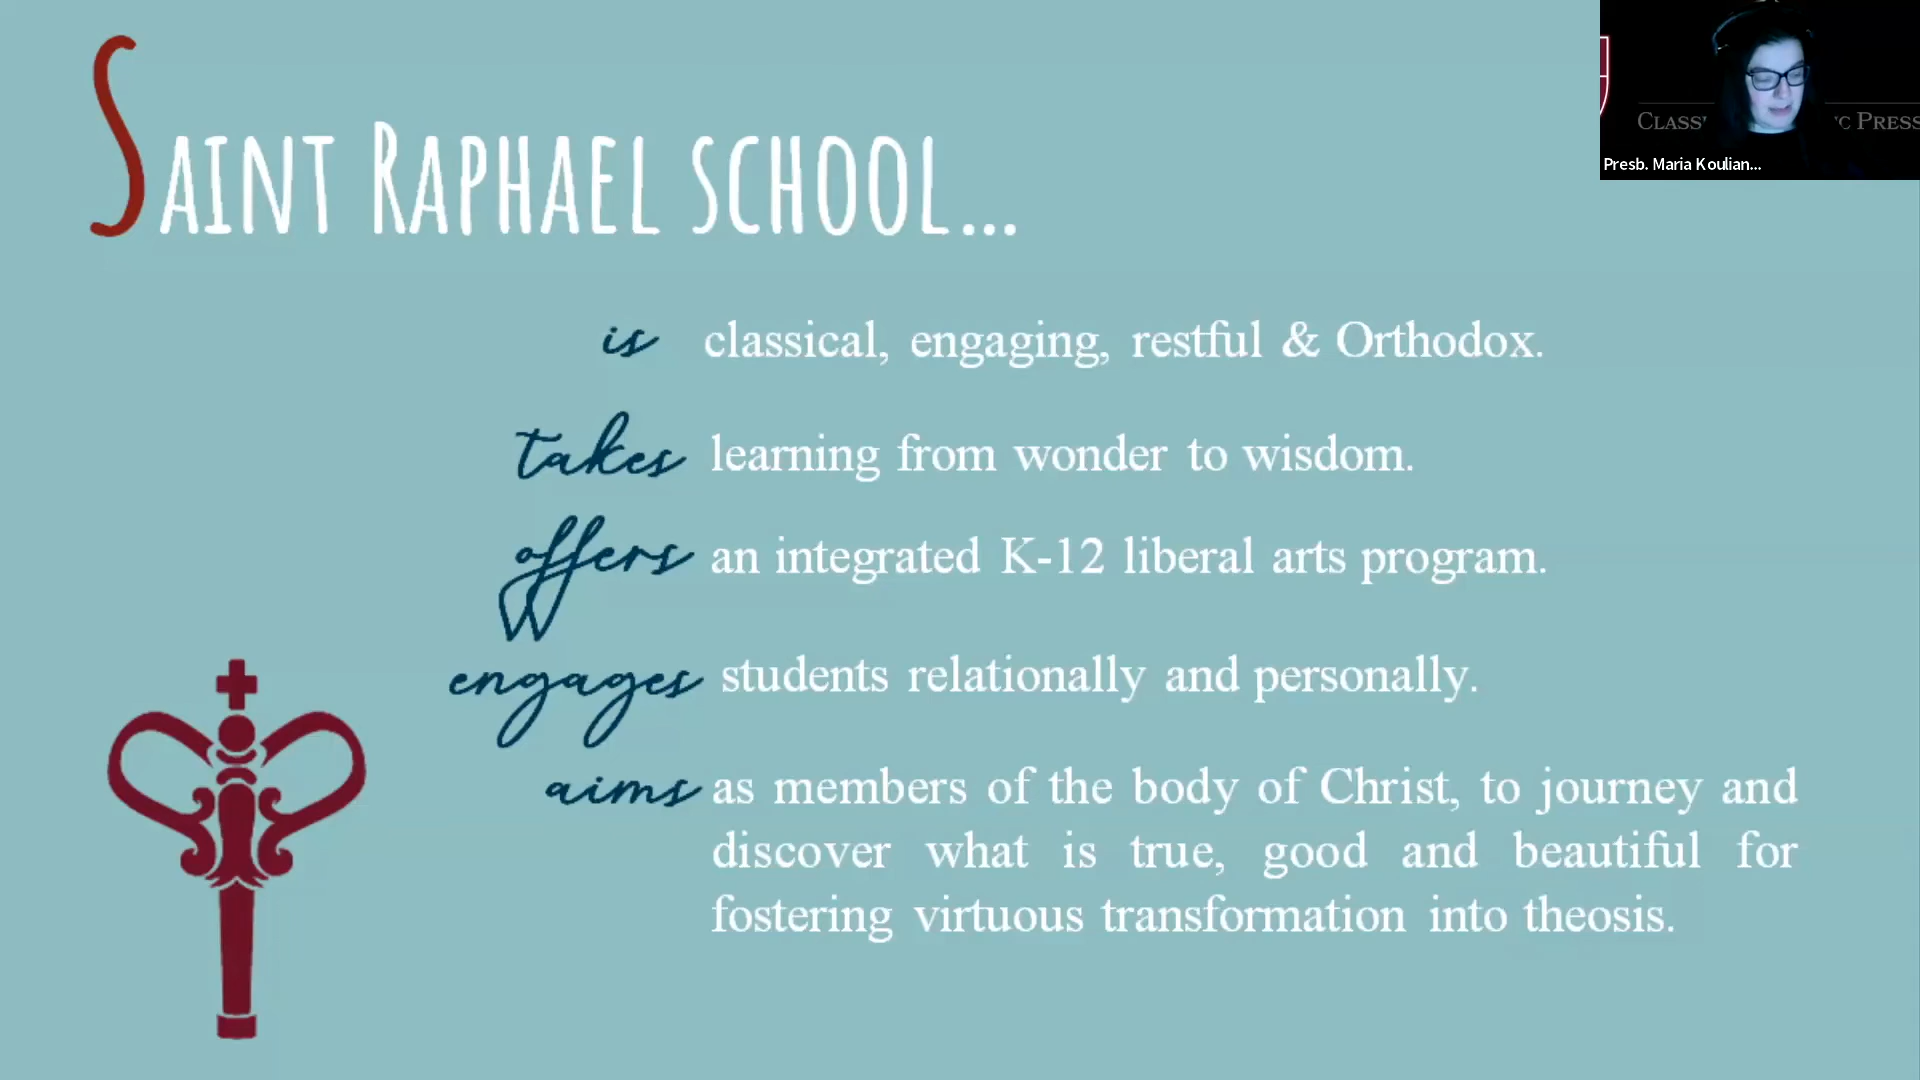 SAINT RAPHAEL SCHOOL...
is classical, engaging, restful & Orthodox.
takes learning from wonder to wisdom.
offers an integrated K-12 liberal arts program.
engages students relationally and personally.
aims as members of the body of Christ, to journey and
discover what is true, good and beautiful for
fostering virtuous transformation into theosis.
CLASS
C PRESS
Presb. Maria Koulian...